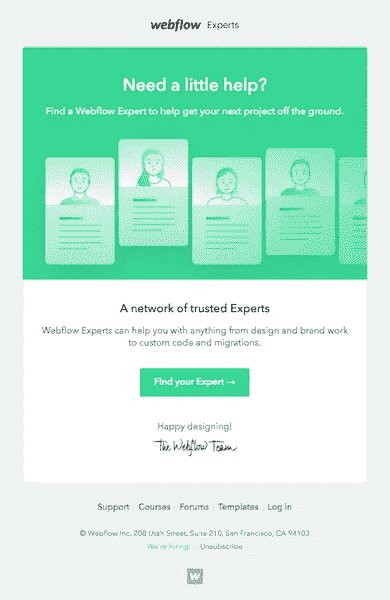 webflow Experts
Need a little help?
Find a Webflow Expert to help get your next project off the ground.
A network of trusted Experts
Webflow Experts can help you with anything from design and brand work
to custom code and migrations.
Find your Expert →
Happy designing!
The Webflow Team
Support | Courses | Forums | Templates | Log in
© Webflow Inc. 208 Utah Street, Suite 210, San Francisco, CA 94103
We're hiring! | Unsubscribe
W